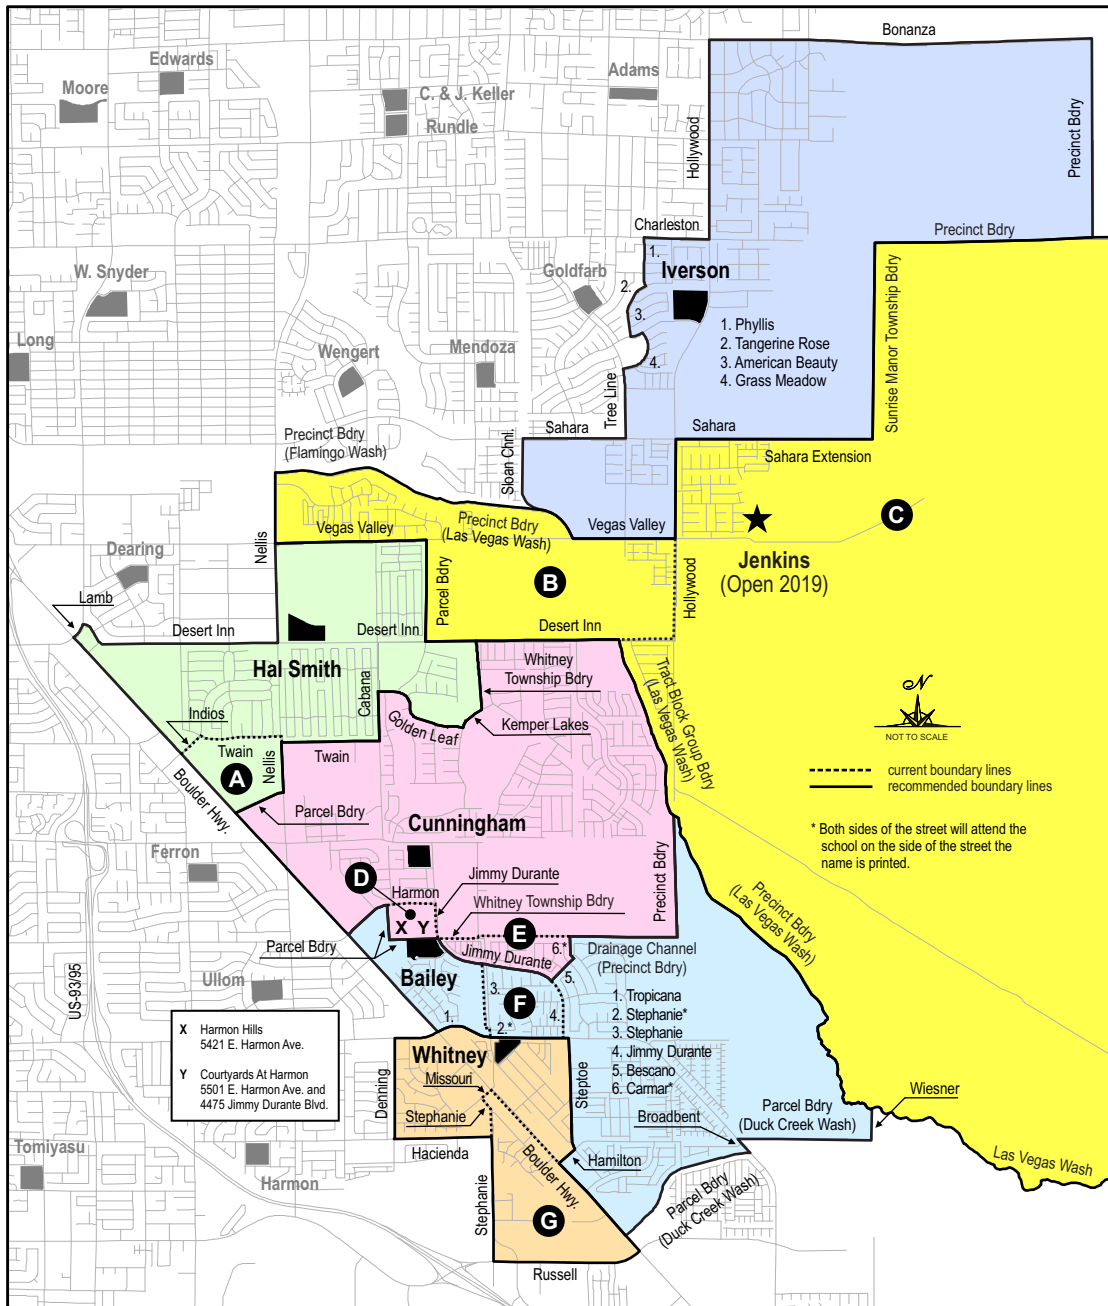 Bonanza
Edwards
Moore
Adams
C. & J. Keller
Rundle
Hollywood
Precinct Bdry
Charleston
Precinct Bdry
1.
W. Snyder
Goldfarb
Iverson
2.
Sunrise Manor Township Bdry
3.
1. Phyllis
2. Tangerine Rose
3. American Beauty
4. Grass Meadow
Long
Wengert
Mendoza
4.
Tree Line
Sahara
Sahara
Precinct Bdry
(Flamingo Wash)
Sloan Chnl.
Sahara Extension
C
Vegas Valley
Precinct Bdry
(Las Vegas Wash)
Vegas Valley
Nellis
Dearing
Jenkins
(Open 2019)
Parcel Bdry
B
Hollywood
Lamb
Desert Inn
Desert Inn
Desert Inn
Hal Smith
Whitney
Township Bdry
Tract Block Group Bdry
(Las Vegas Wash)
Cabana
Indios
Golden Leaf
Kemper Lakes
N
NOT TO SCALE
Twain
Twain
A
Nellis
Boulder Hwy.
current boundary lines
recommended boundary lines
Parcel Bdry
Cunningham
* Both sides of the street will attend the
school on the side of the street the
name is printed.
Ferron
D
Harmon
Jimmy Durante
Whitney Township Bdry
Precinct Bdry
Precinct Bdry
(Las Vegas Wash)
X Y
E
6.*
Parcel Bdry
Jimmy Durante
Drainage Channel
(Precinct Bdry)
Bailey
5.
US-93/95
Ullom
3.
F
1. Tropicana
2. Stephanie*
3. Stephanie
4. Jimmy Durante
5. Bescano
6. Carmar*
1.
2.*
4.
X Harmon Hills
5421 E. Harmon Ave.
Y Courtyards At Harmon
5501 E. Harmon Ave. and
4475 Jimmy Durante Blvd.
Whitney
Missouri
Denning
Stephanie
Steptoe
Wiesner
Parcel Bdry
(Duck Creek Wash)
Broadbent
Tomiyasu
Harmon
Hacienda
Hamilton
Las Vegas Wash
Boulder Hwy.
Stephanie
Parcel Bdry
(Duck Creek Wash)
G
Russell